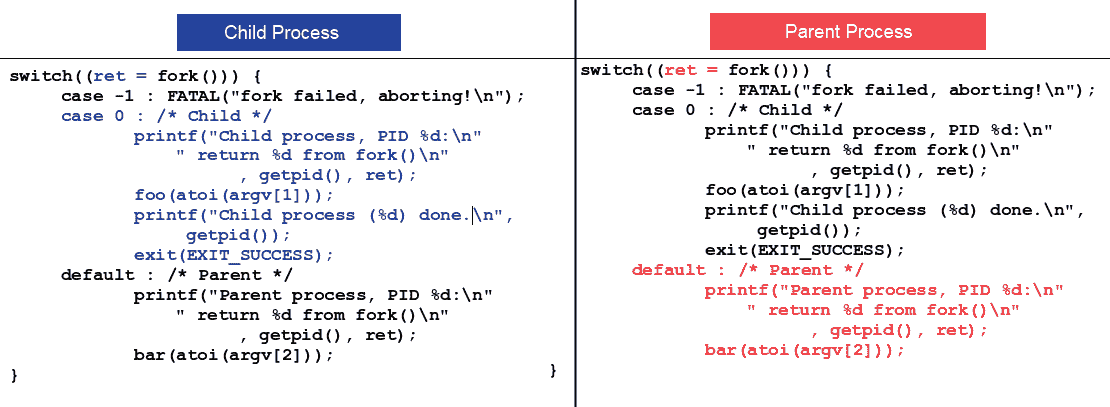 Child Process
switch((ret = fork())) {
case -1 : FATAL("fork failed, aborting!\n");
case 0 : /* Child */
printf("Child process, PID %d:\n"
" return %d from fork()\n"
, getpid(), ret);
foo(atoi(argv[1]));
printf("Child process (%d) done.\n",
getpid());
exit(EXIT_SUCCESS);
default : /* Parent */
printf("Parent process, PID %d:\n"
" return %d from fork()\n"
, getpid(), ret);
bar(atoi(argv[2]));
}
Parent Process
switch((ret = fork())) {
case -1 : FATAL("fork failed, aborting!\n");
case 0 : /* Child */
printf("Child process, PID %d:\n"
" return %d from fork()\n"
, getpid(), ret);
foo(atoi(argv[1]));
printf("Child process (%d) done.\n",
getpid());
exit(EXIT_SUCCESS);
default : /* Parent */
printf("Parent process, PID %d:\n"
" return %d from fork()\n"
, getpid(), ret);
bar(atoi(argv[2]));
}